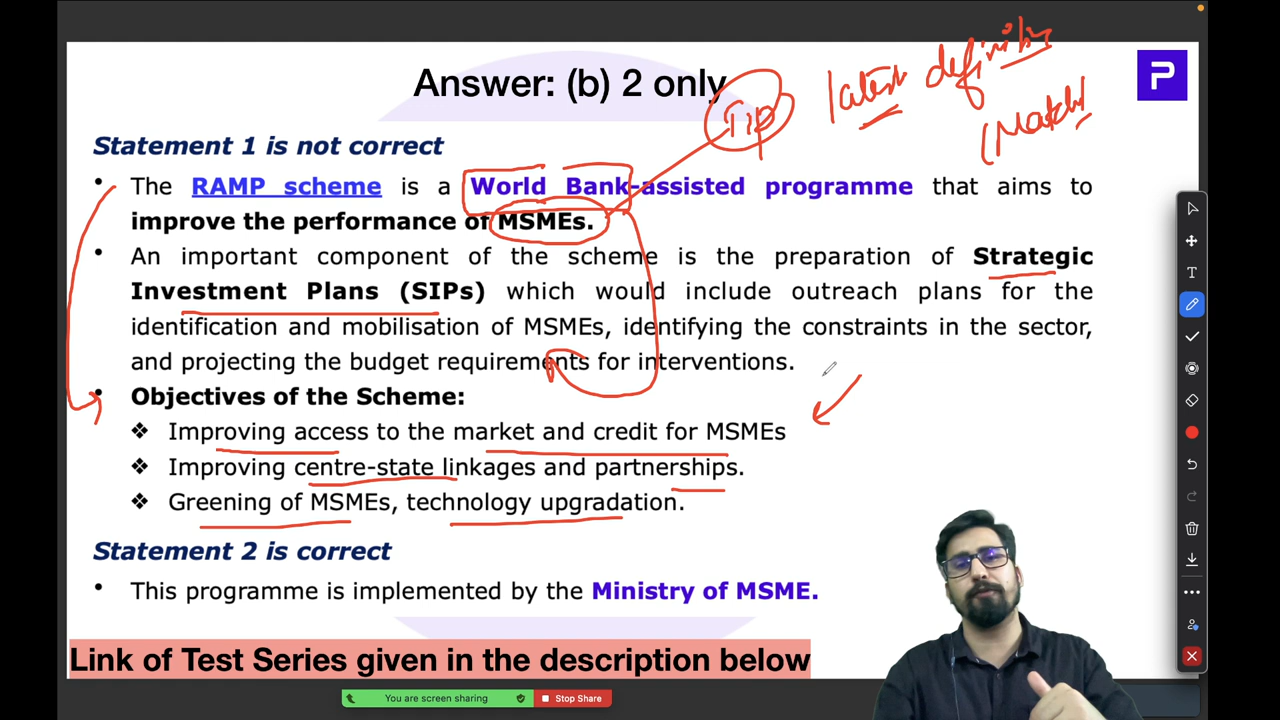 Answer: (b) 2 only
Tip
latest definition
(Match)
P
Statement 1 is not correct
• The RAMP scheme is a World Bank-assisted programme that aims to
improve the performance of MSMEs.
• An important component of the scheme is the preparation of Strategic
Investment Plans (SIPs) which would include outreach plans for the
identification and mobilisation of MSMEs, identifying the constraints in the sector,
and projecting the budget requirements for interventions.
• Objectives of the Scheme:
❖ Improving access to the market and credit for MSMEs
❖ Improving centre-state linkages and partnerships.
❖ Greening of MSMEs, technology upgradation.
Statement 2 is correct
• This programme is implemented by the Ministry of MSME.
Link of Test Series given in the description below
You are screen sharing
Stop Share
T